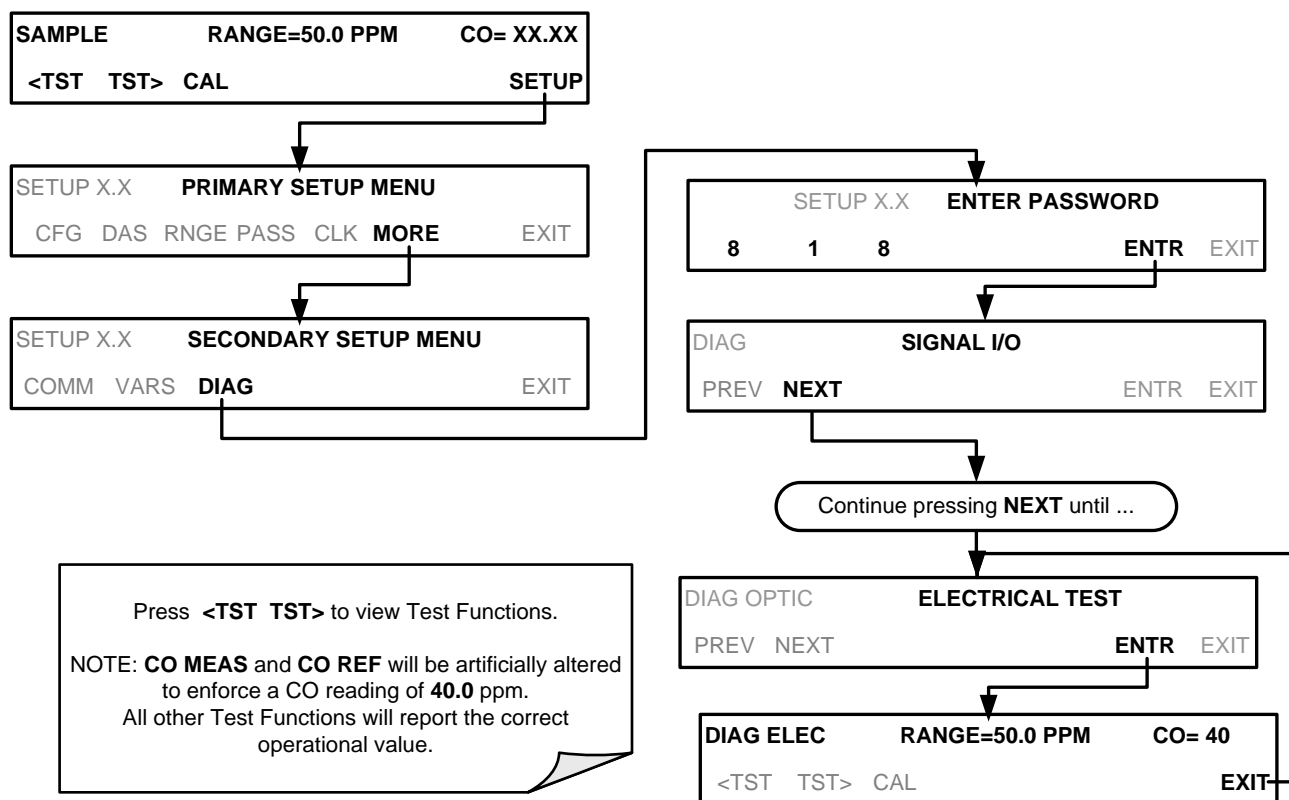 SAMPLE RANGE=50.0 PPM CO= XX.XX
<TST TST> CAL SETUP
SETUP X.X PRIMARY SETUP MENU
CFG DAS RNGE PASS CLK MORE EXIT
SETUP X.X SECONDARY SETUP MENU
COMM VARS DIAG EXIT
SETUP X.X ENTER PASSWORD
8 1 8 ENTR EXIT
DIAG SIGNAL I/O
PREV NEXT ENTR EXIT
Continue pressing NEXT until ...
DIAG OPTIC ELECTRICAL TEST
PREV NEXT ENTR EXIT
DIAG ELEC RANGE=50.0 PPM CO= 40
<TST TST> CAL EXIT
Press <TST TST> to view Test Functions.
NOTE: CO MEAS and CO REF will be artificially altered
to enforce a CO reading of 40.0 ppm.
All other Test Functions will report the correct
operational value.